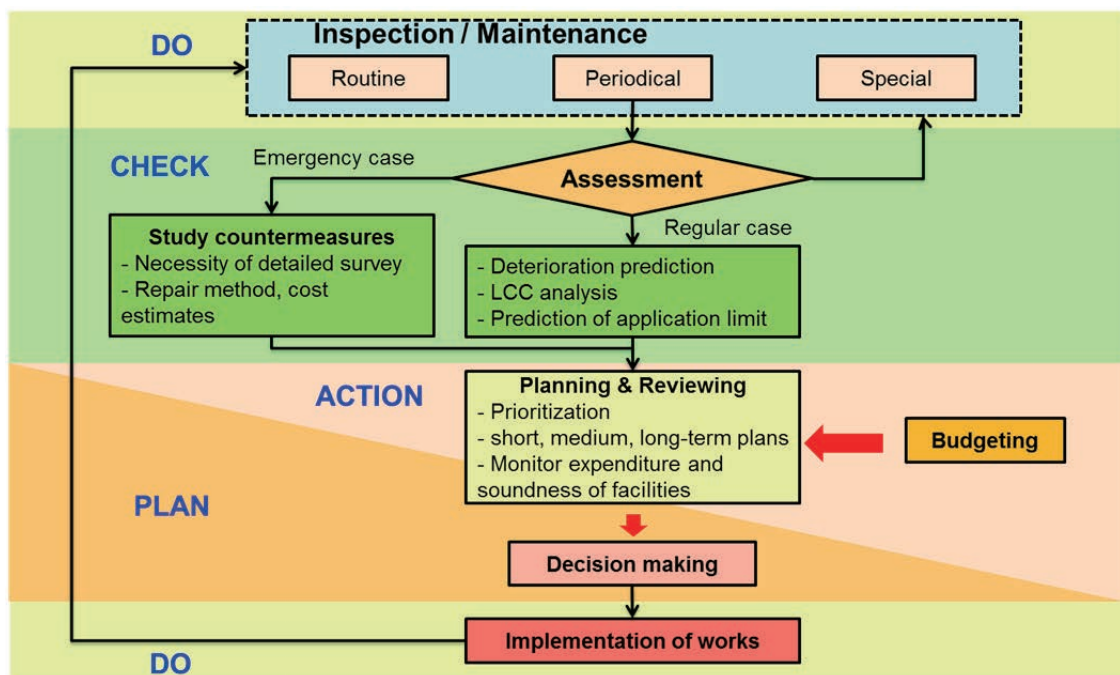 DO
Inspection / Maintenance
Routine
Periodical
Special
CHECK
Emergency case
Assessment
Regular case
Study countermeasures
- Necessity of detailed survey
- Repair method, cost
estimates
- Deterioration prediction
- LCC analysis
- Prediction of application limit
ACTION
Planning & Reviewing
- Prioritization
- short, medium, long-term plans
- Monitor expenditure and
soundness of facilities
Budgeting
PLAN
Decision making
Implementation of works
DO